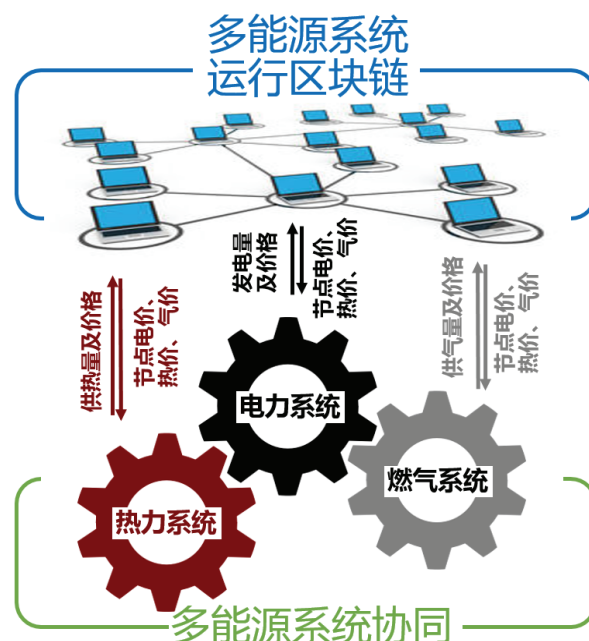 多能源系统
运行区块链
供热量及价格
节点电价、
热价、气价
发电量
及价格
节点电价、
热价、气价
供气量及价格
节点电价、
热价、气价
电力系统
热力系统
燃气系统
多能源系统协同